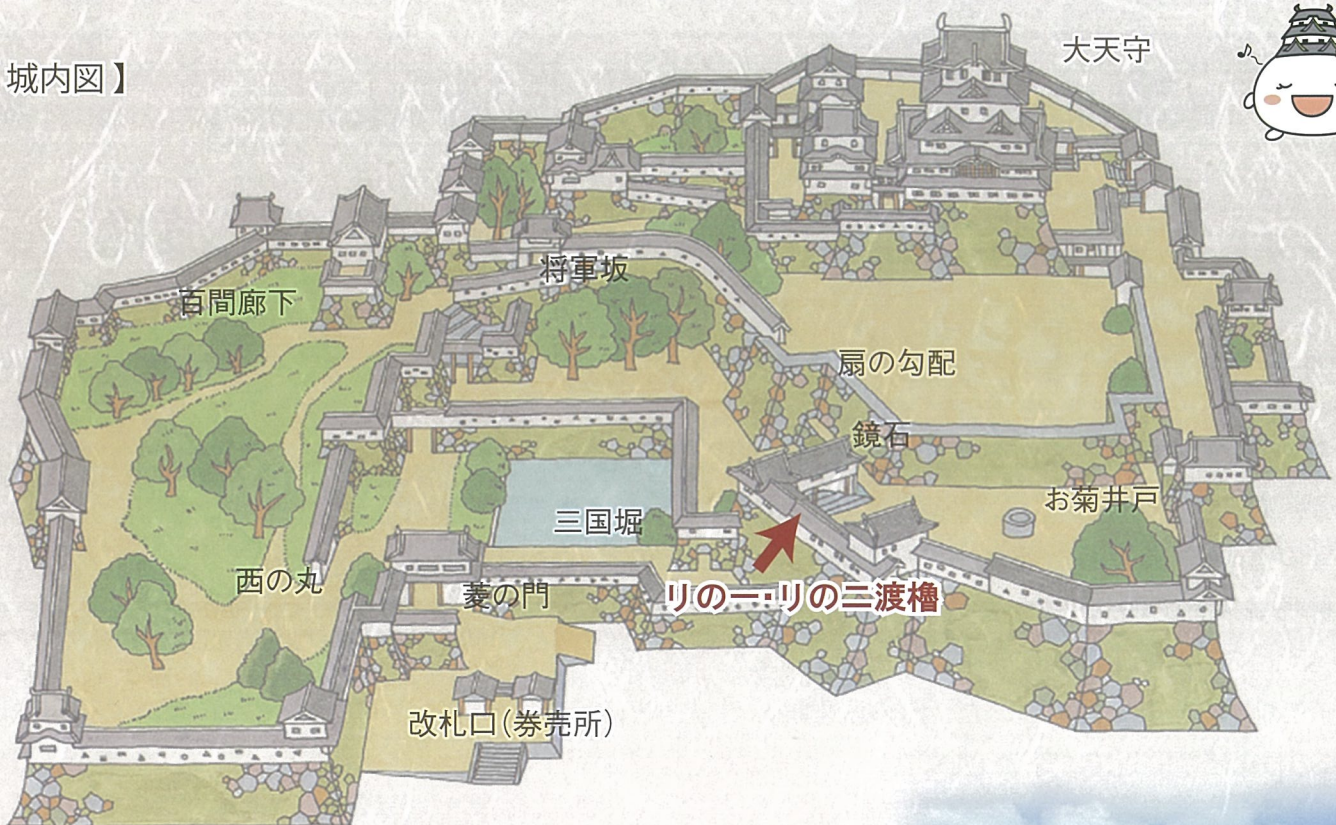 城内図】
大天守
将軍坂
百間廊下
扇の勾配
鏡石
お菊井戸
三国堀
西の丸
菱の門
リの一・リの二渡櫓
改札口（券売所）